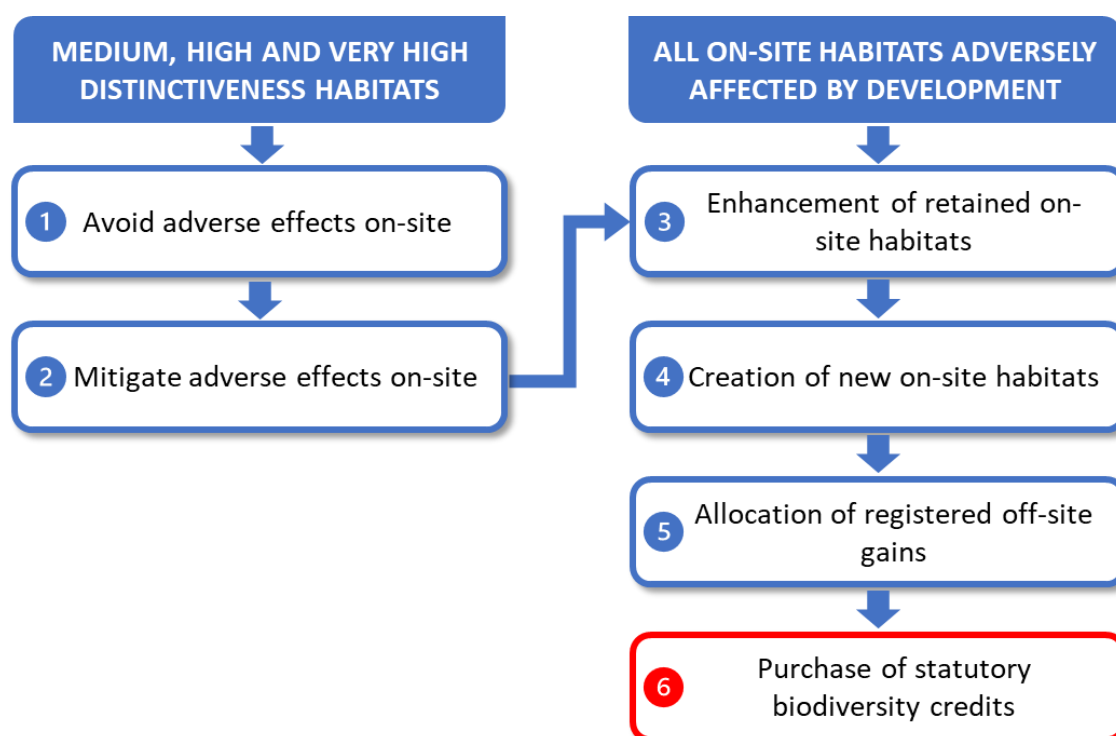 MEDIUM, HIGH AND VERY HIGH
DISTINCTIVENESS HABITATS
1 Avoid adverse effects on-site
2 Mitigate adverse effects on-site
ALL ON-SITE HABITATS ADVERSELY
AFFECTED BY DEVELOPMENT
3 Enhancement of retained on-
site habitats
4 Creation of new on-site habitats
5 Allocation of registered off-site
gains
6 Purchase of statutory
biodiversity credits